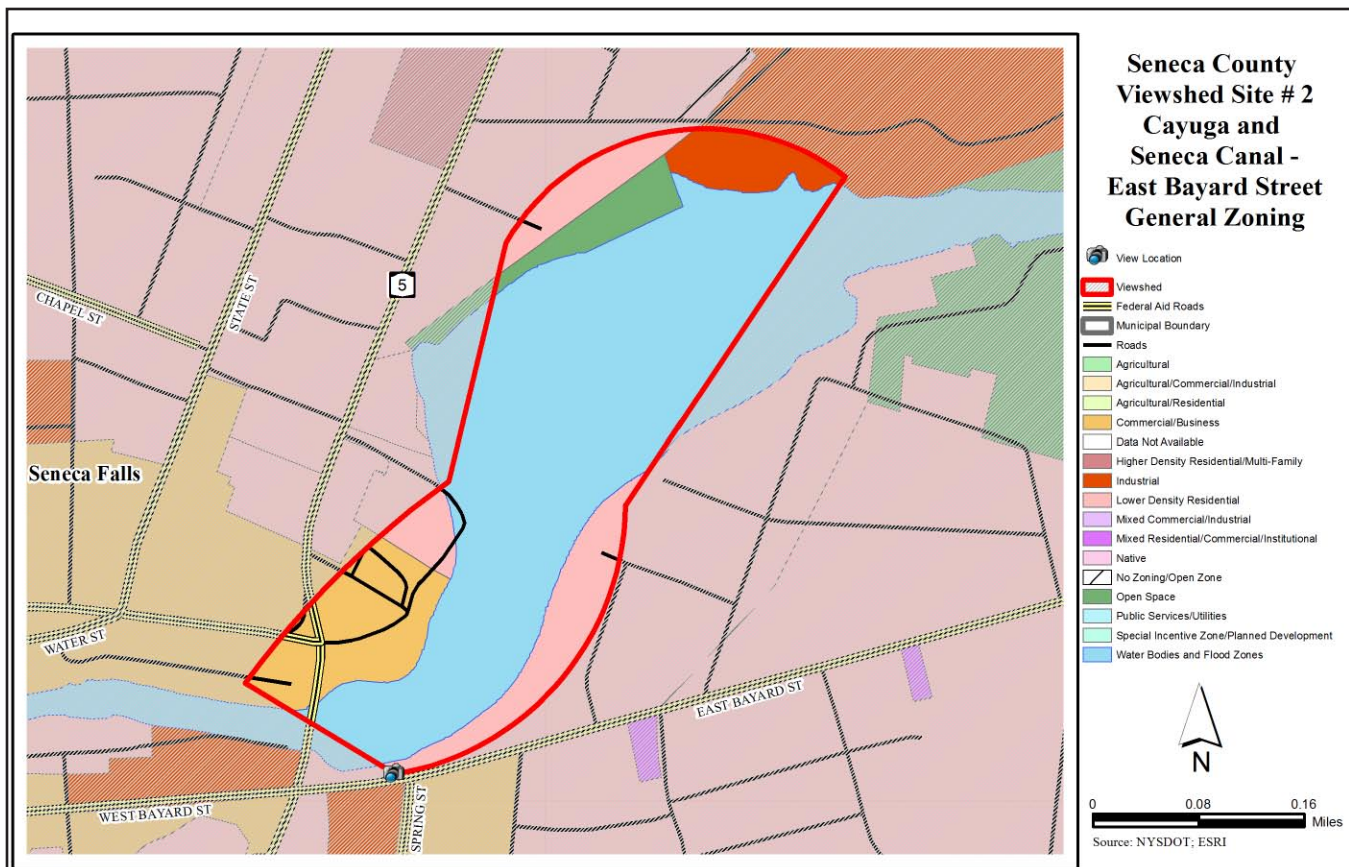 Seneca County
Viewshed Site # 2
Cayuga and
Seneca Canal -
East Bayard Street
General Zoning
View Location
Viewshed
Federal Aid Roads
Municipal Boundary
Roads
Agricultural
Agricultural/Commercial/Industrial
Agricultural/Residential
Commercial/Business
Data Not Available
Higher Density Residential/Multi-Family
Industrial
Lower Density Residential
Mixed Commercial/Industrial
Mixed Residential/Commercial/Institutional
Native
No Zoning/Open Zone
Open Space
Public Services/Utilities
Special Incentive Zone/Planned Development
Water Bodies and Flood Zones
N
0 0.08 0.16
Miles
Source: NYSDOT; ESRI
CHAPEL ST
STATE ST
5
Seneca Falls
WATER ST
EAST BAYARD ST
WEST BAYARD ST
SPRING ST